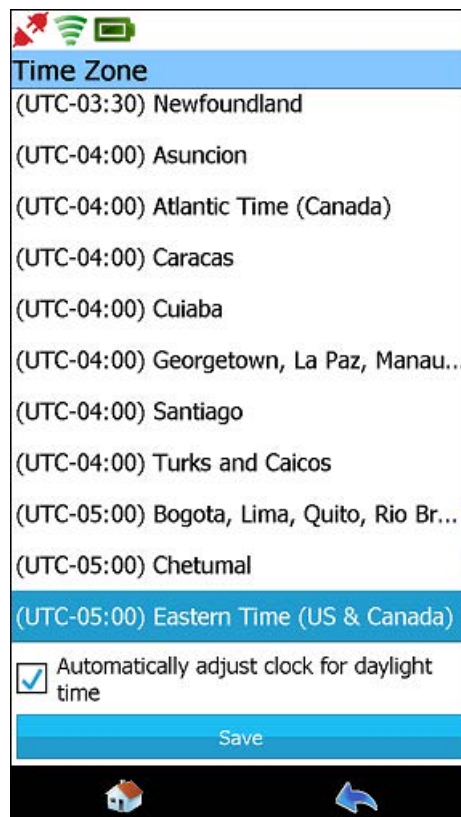 Time Zone
(UTC-03:30) Newfoundland
(UTC-04:00) Asuncion
(UTC-04:00) Atlantic Time (Canada)
(UTC-04:00) Caracas
(UTC-04:00) Cuiaba
(UTC-04:00) Georgetown, La Paz, Manau...
(UTC-04:00) Santiago
(UTC-04:00) Turks and Caicos
(UTC-05:00) Bogota, Lima, Quito, Rio Br...
(UTC-05:00) Chetumal
(UTC-05:00) Eastern Time (US & Canada)
Automatically adjust clock for daylight
time
Save